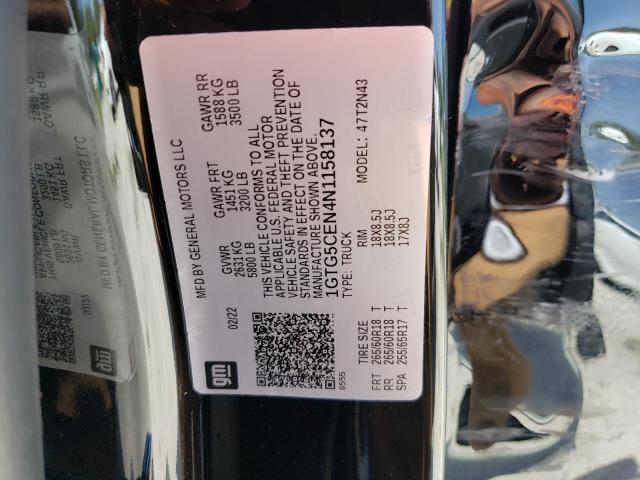 MFD BY GENERAL MOTORS LLC
02/22
GVWR GAWR FRT GAWR RR
2631 KG 1451 KG 1588 KG
5800 LB 3200 LB 3500 LB
THIS VEHICLE CONFORMS TO ALL
APPLICABLE U.S. FEDERAL MOTOR
VEHICLE SAFETY AND THEFT PREVENTION
STANDARDS IN EFFECT ON THE DATE OF
MANUFACTURE SHOWN ABOVE.
1GTG5CEN4N1158137
TYPE: TRUCK MODEL: 47T2N43
gm
8555
TIRE SIZE RIM
FRT 265/60R18 T 18X8.5J
RR 265/60R18 T 18X8.5J
SPA 255/65R17 T 17X8J